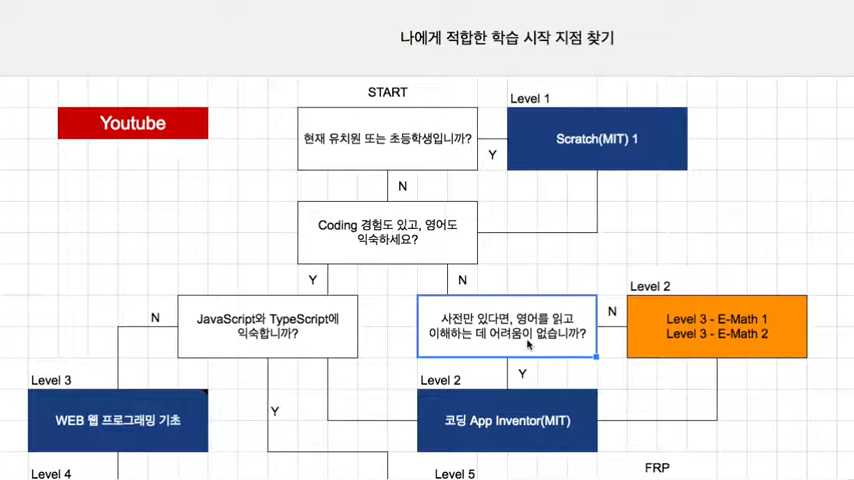 나에게 적합한 학습 시작 지점 찾기
START
Level 1
Youtube
현재 유치원 또는 초등학생입니까?
Y
Scratch(MIT) 1
N
Coding 경험도 있고, 영어도
익숙하세요?
Y
N
Level 2
N
JavaScript와 TypeScript에
익숙합니까?
사전만 있다면, 영어를 읽고
이해하는 데 어려움이 없습니까?
N
Level 3 - E-Math 1
Level 3 - E-Math 2
Y
Level 3
Level 2
WEB 웹 프로그래밍 기초
Y
코딩 App Inventor(MIT)
Level 4
Level 5
FRP